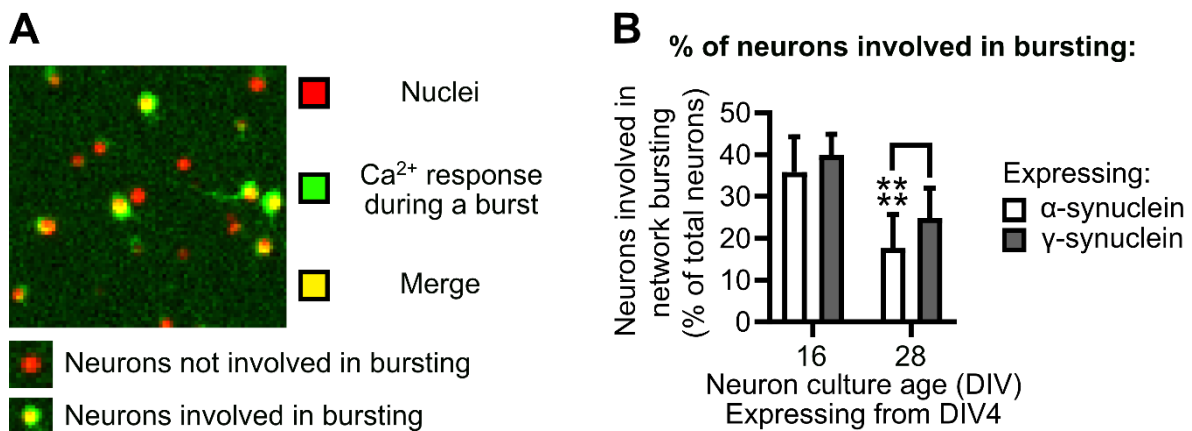 A
Nuclei
Ca²⁺ response
during a burst
Merge
Neurons not involved in bursting
Neurons involved in bursting
B
% of neurons involved in bursting:
Neurons involved in
network bursting
(% of total neurons)
50
40
30
20
10
0
**
**
16
28
Neuron culture age (DIV)
Expressing from DIV4
Expressing:
α-synuclein
γ-synuclein